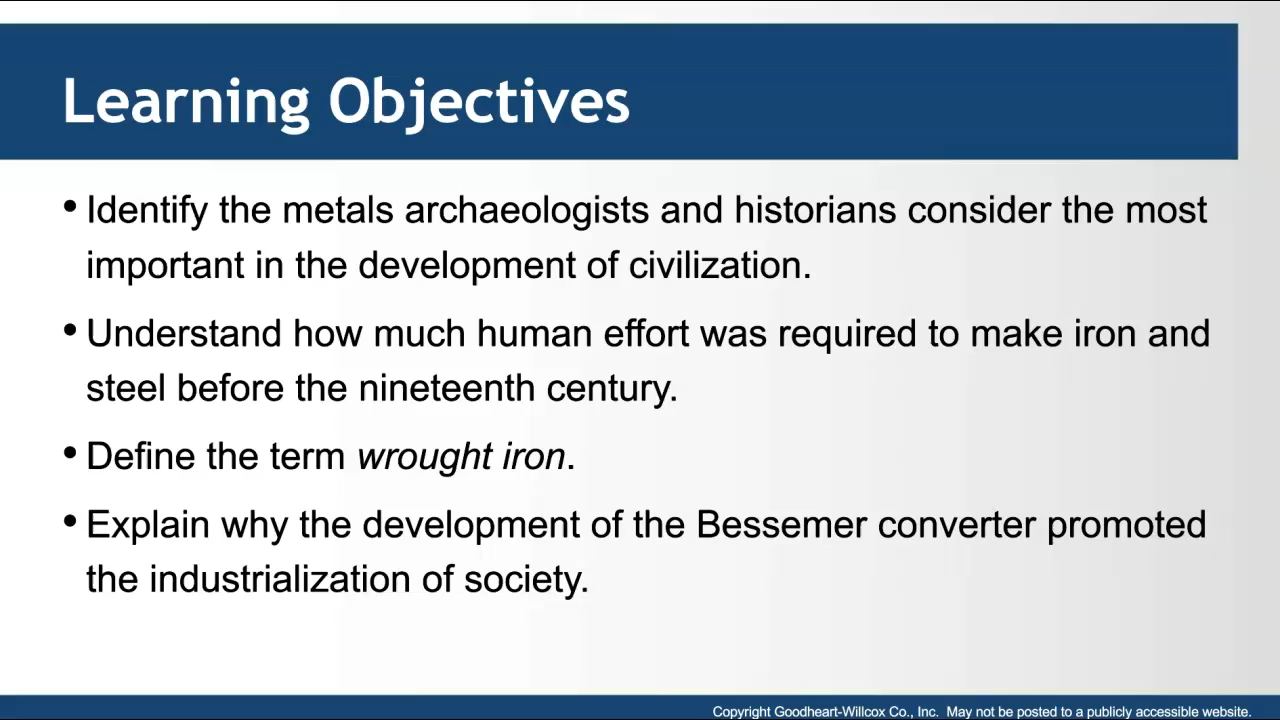 Learning Objectives
• Identify the metals archaeologists and historians consider the most
important in the development of civilization.
• Understand how much human effort was required to make iron and
steel before the nineteenth century.
• Define the term wrought iron.
• Explain why the development of the Bessemer converter promoted
the industrialization of society.
Copyright Goodheart-Willcox Co., Inc.  May not be posted to a publicly accessible website.